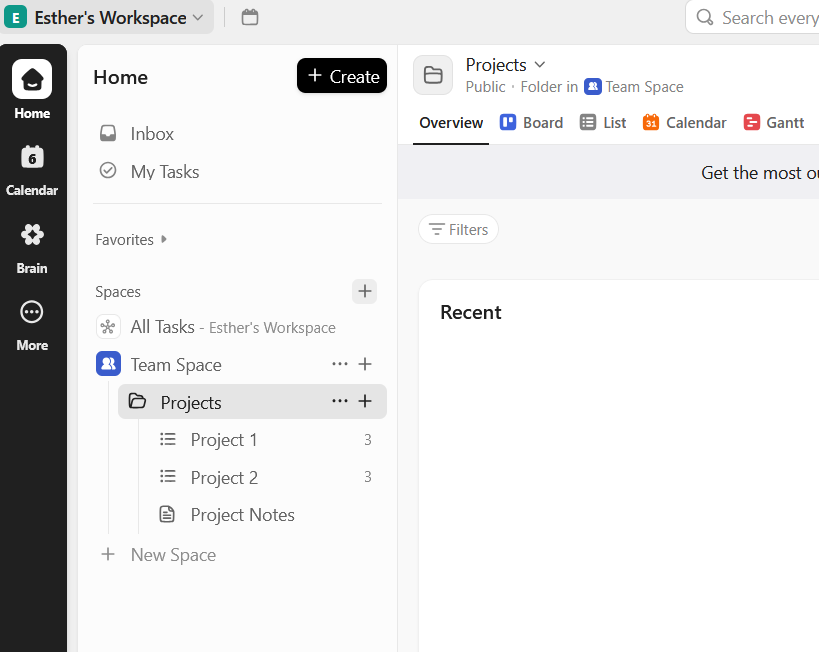 E Esther's Workspace
Search every
Home
Calendar
6
Brain
More
Home
Create
Inbox
My Tasks
Favorites
Spaces
All Tasks - Esther's Workspace
Team Space
Projects
Project 1 3
Project 2 3
Project Notes
New Space
Projects
Public · Folder in Team Space
Overview Board List 31 Calendar Gantt
Get the most
Filters
Recent